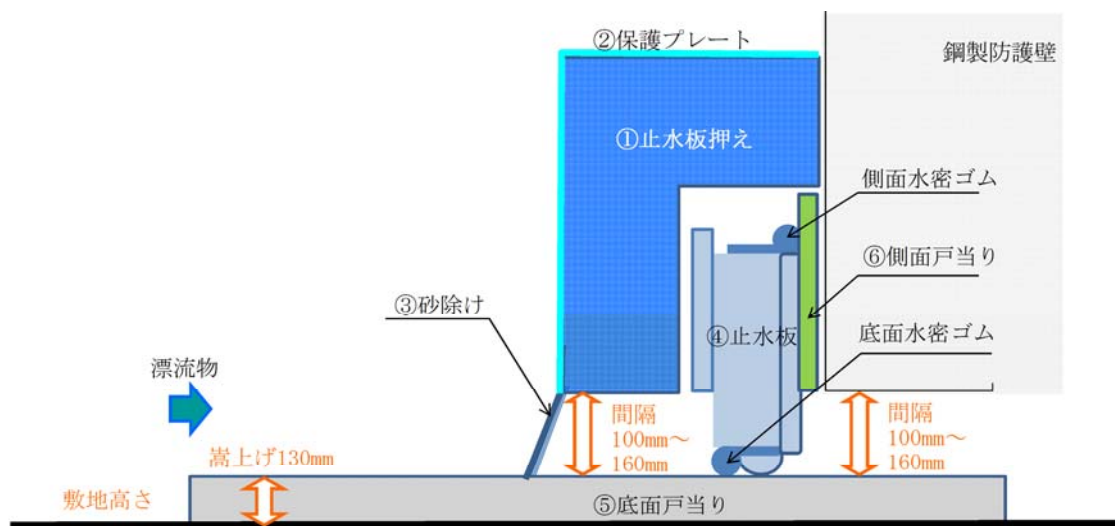 ②保護プレート
鋼製防護壁
①止水板押え
側面水密ゴム
⑥側面戸当り
③砂除け
④止水板
底面水密ゴム
漂流物
間隔
100mm～
160mm
間隔
100mm～
160mm
嵩上げ130mm
敷地高さ
⑤底面戸当り